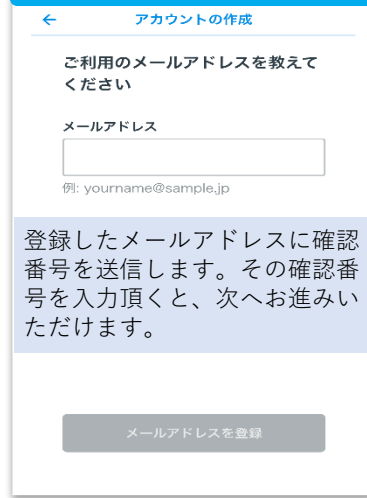 アカウントの作成
ご利用のメールアドレスを教えて
ください
メールアドレス
例: yourname@sample.jp
登録したメールアドレスに確認
番号を送信します。その確認番
号を入力頂くと、次へお進みい
ただけます。
メールアドレスを登録